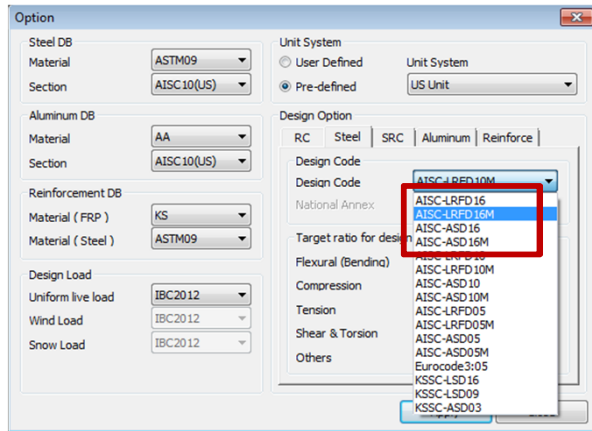 Option
Steel DB
Material ASTM09
Section AISC10(US)
Unit System
User Defined Unit System
Pre-defined US Unit
Aluminum DB
Material AA
Section AISC10(US)
Reinforcement DB
Material ( FRP ) KS
Material ( Steel ) ASTM09
Design Load
Uniform live load IBC2012
Wind Load IBC2012
Snow Load IBC2012
Design Option
RC Steel SRC Aluminum Reinforce
Design Code
Design Code AISC-LRFD10M
National Annex
Target ratio for design
Flexural (Bending)
Compression
Tension
Shear & Torsion
Others
AISC-LRFD16
AISC-LRFD16M
AISC-ASD16
AISC-ASD16M
AISC-LRFD10
AISC-LRFD10M
AISC-ASD10
AISC-ASD10M
AISC-LRFD05
AISC-LRFD05M
AISC-ASD05
AISC-ASD05M
Eurocode3:05
KSSC-LSD16
KSSC-LSD09
KSSC-ASD03